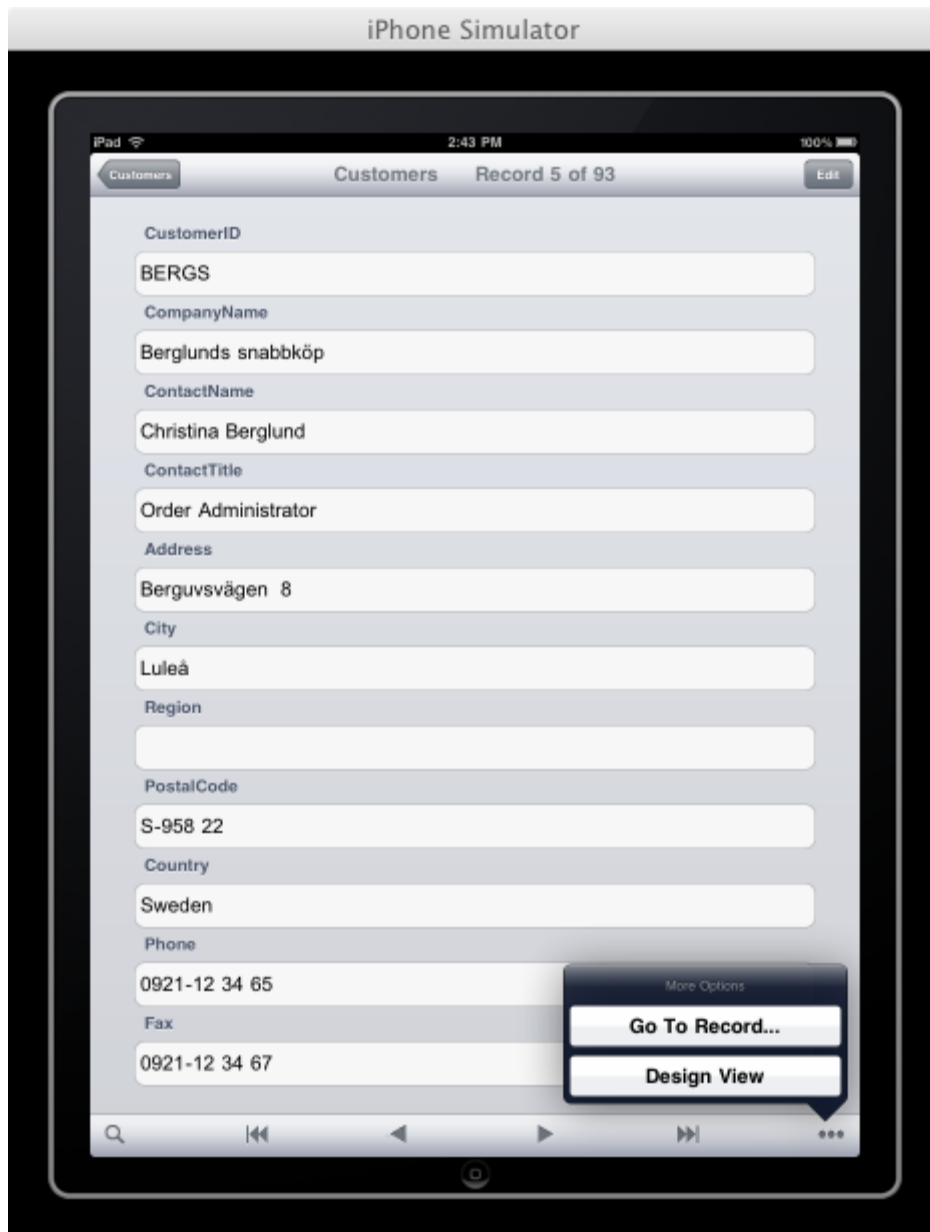 iPhone Simulator
iPad 2:43 PM 100%
Customers Customers Record 5 of 93 Edit
CustomerID
BERGS
CompanyName
Berglunds snabbköp
ContactName
Christina Berglund
ContactTitle
Order Administrator
Address
Berguvsvägen  8
City
Luleå
Region
PostalCode
S-958 22
Country
Sweden
Phone
0921-12 34 65
Fax
0921-12 34 67
More Options
Go To Record...
Design View